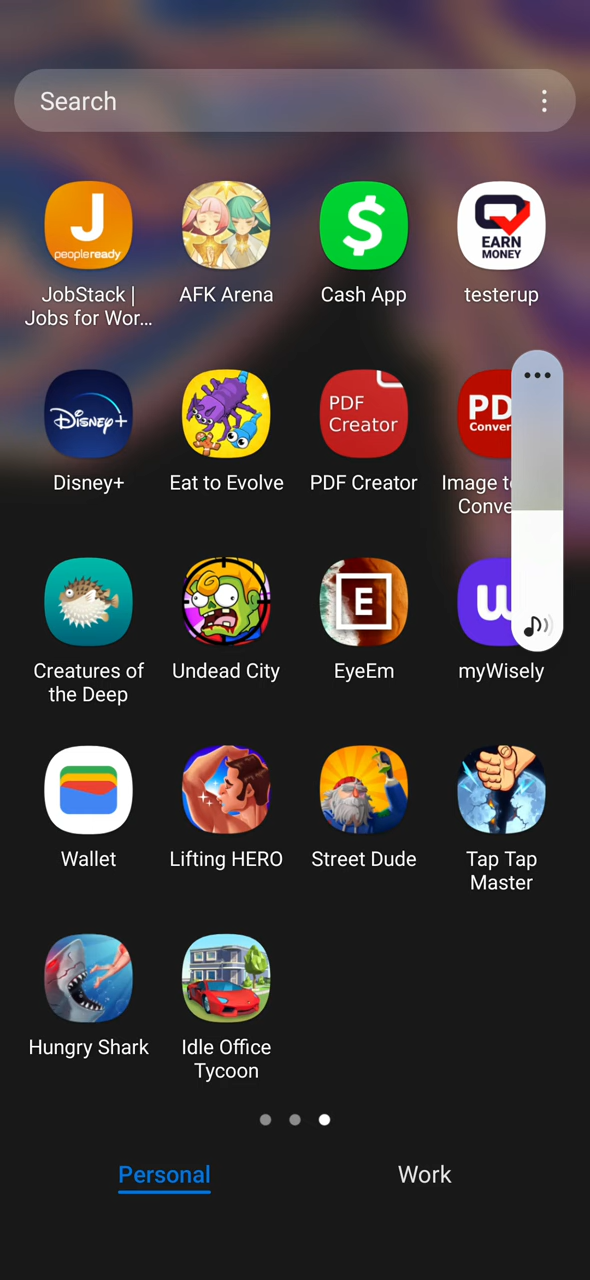 Search
J
peopleready
$
EARN
MONEY
JobStack |
Jobs for Wor...
AFK Arena
Cash App
testerup
Disney+
PDF
Creator
PD
Conver
Disney+
Eat to Evolve
PDF Creator
Image t
Conve
E
w
Creatures of
the Deep
Undead City
EyeEm
myWisely
Wallet
Lifting HERO
Street Dude
Tap Tap
Master
Hungry Shark
Idle Office
Tycoon
Personal
Work